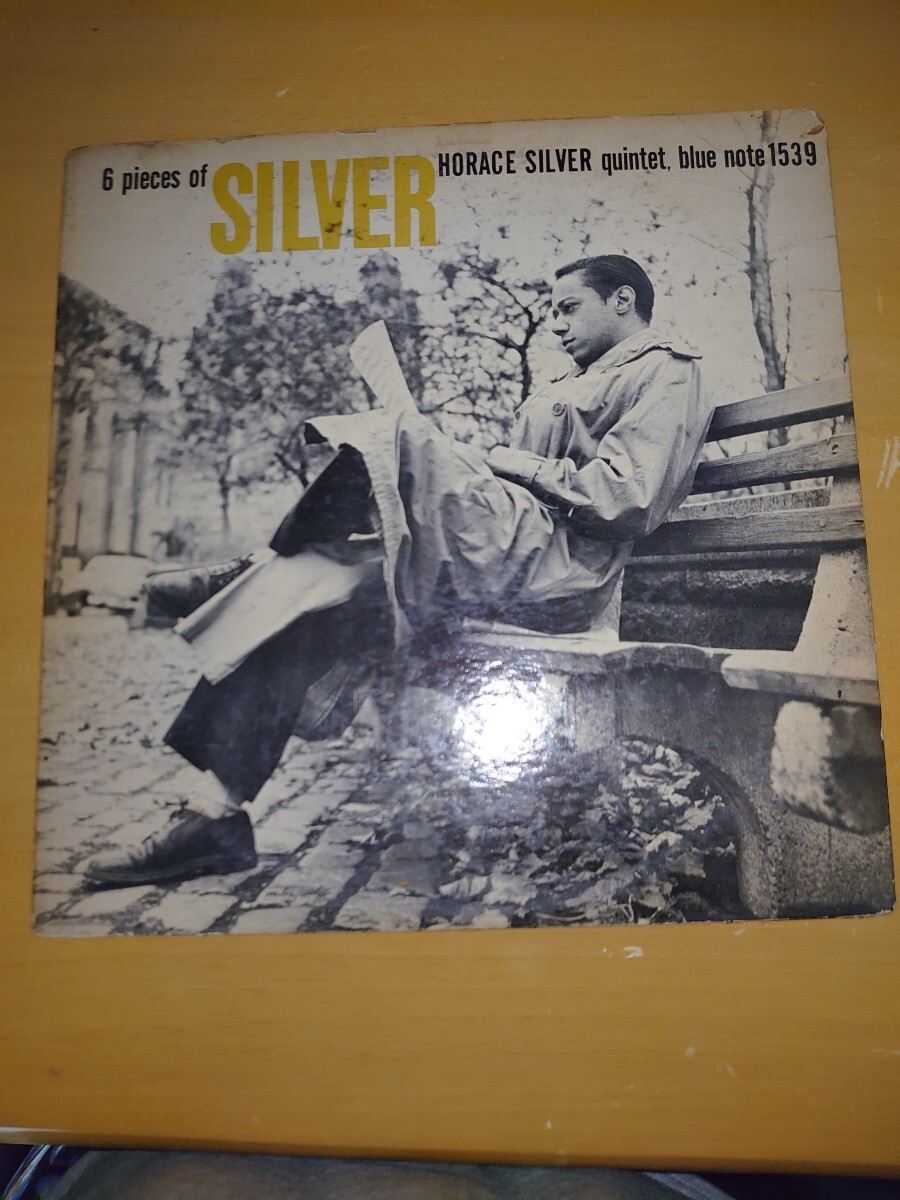 6 pieces of SILVER HORACE SILVER quintet, blue note 1539